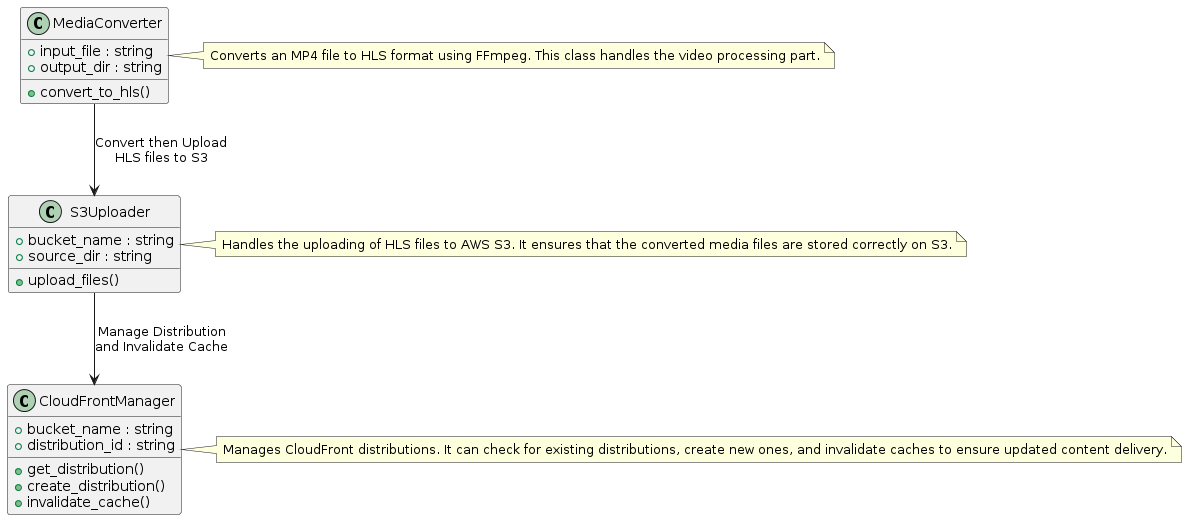 C MediaConverter
input_file : string
output_dir : string
convert_to_hls()
Converts an MP4 file to HLS format using FFmpeg. This class handles the video processing part.
Convert then Upload
HLS files to S3
C S3Uploader
bucket_name : string
source_dir : string
upload_files()
Handles the uploading of HLS files to AWS S3. It ensures that the converted media files are stored correctly on S3.
Manage Distribution
and Invalidate Cache
C CloudFrontManager
bucket_name : string
distribution_id : string
get_distribution()
create_distribution()
invalidate_cache()
Manages CloudFront distributions. It can check for existing distributions, create new ones, and invalidate caches to ensure updated content delivery.